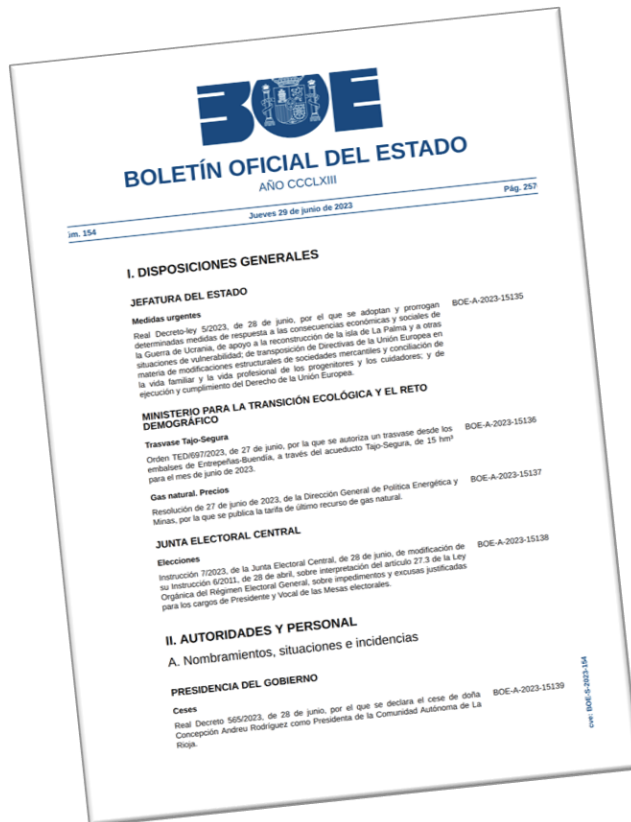 BOE
BOLETÍN OFICIAL DEL ESTADO
AÑO CCCLXIII
úm. 154 Jueves 29 de junio de 2023 Pág. 257
I. DISPOSICIONES GENERALES
JEFATURA DEL ESTADO
Medidas urgentes
Real Decreto-ley 5/2023, de 28 de junio, por el que se adoptan y prorrogan BOE-A-2023-15135
determinadas medidas de respuesta a las consecuencias económicas y sociales de
la Guerra de Ucrania, de apoyo a la reconstrucción de la isla de La Palma y a otras
situaciones de vulnerabilidad; de transposición de Directivas de la Unión Europea en
materia de modificaciones estructurales de sociedades mercantiles y conciliación de
la vida familiar y la vida profesional de los progenitores y los cuidadores; y de
ejecución y cumplimiento del Derecho de la Unión Europea.
MINISTERIO PARA LA TRANSICIÓN ECOLÓGICA Y EL RETO
DEMOGRÁFICO
Trasvase Tajo-Segura
Orden TED/697/2023, de 27 de junio, por la que se autoriza un trasvase desde los BOE-A-2023-15136
embalses de Entrepeñas-Buendía, a través del acueducto Tajo-Segura, de 15 hm³
para el mes de junio de 2023.
Gas natural. Precios
Resolución de 27 de junio de 2023, de la Dirección General de Política Energética y BOE-A-2023-15137
Minas, por la que se publica la tarifa de último recurso de gas natural.
JUNTA ELECTORAL CENTRAL
Elecciones
Instrucción 7/2023, de la Junta Electoral Central, de 28 de junio, de modificación de BOE-A-2023-15138
su Instrucción 6/2011, de 28 de abril, sobre interpretación del artículo 27.3 de la Ley
Orgánica del Régimen Electoral General, sobre impedimentos y excusas justificadas
para los cargos de Presidente y Vocal de las Mesas electorales.
II. AUTORIDADES Y PERSONAL
A. Nombramientos, situaciones e incidencias
PRESIDENCIA DEL GOBIERNO
Ceses
Real Decreto 565/2023, de 28 de junio, por el que se declara el cese de doña BOE-A-2023-15139
Concepción Andreu Rodríguez como Presidenta de la Comunidad Autónoma de La
Rioja.
cve: BOE-S-2023-154